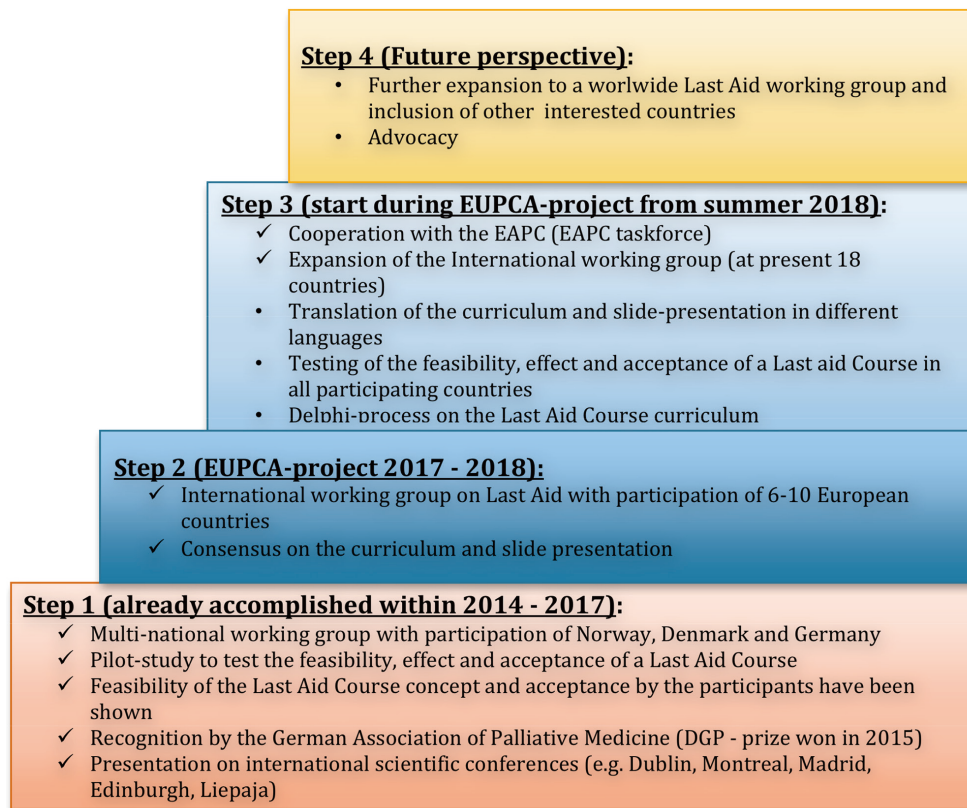 Step 4 (Future perspective):
• Further expansion to a worlwide Last Aid working group and
inclusion of other interested countries
• Advocacy
Step 3 (start during EUPCA-project from summer 2018):
✓ Cooperation with the EAPC (EAPC taskforce)
✓ Expansion of the International working group (at present 18
countries)
• Translation of the curriculum and slide-presentation in different
languages
• Testing of the feasibility, effect and acceptance of a Last aid Course in
all participating countries
• Delphi-process on the Last Aid Course curriculum
Step 2 (EUPCA-project 2017 - 2018):
✓ International working group on Last Aid with participation of 6-10 European
countries
✓ Consensus on the curriculum and slide presentation
Step 1 (already accomplished within 2014 - 2017):
✓ Multi-national working group with participation of Norway, Denmark and Germany
✓ Pilot-study to test the feasibility, effect and acceptance of a Last Aid Course
✓ Feasibility of the Last Aid Course concept and acceptance by the participants have been
shown
✓ Recognition by the German Association of Palliative Medicine (DGP - prize won in 2015)
✓ Presentation on international scientific conferences (e.g. Dublin, Montreal, Madrid,
Edinburgh, Liepaja)